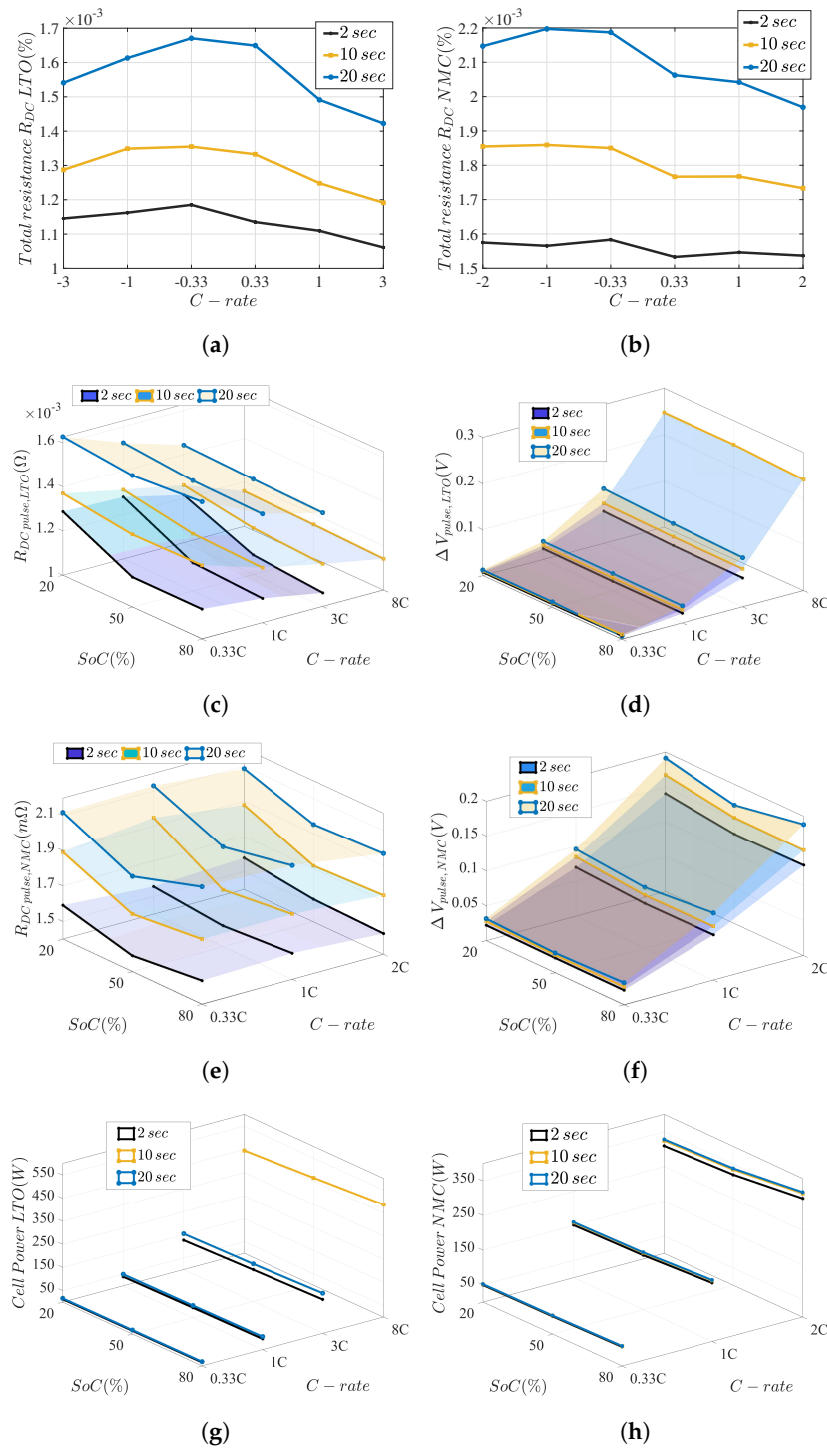 ×10⁻³
1.7
1.6
1.5
1.4
1.3
1.2
1.1
1
Total resistance R_DC LTO(%)
-3 -1 -0.33 0.33 1 3
C − rate
2 sec
10 sec
20 sec
(a)
×10⁻³
2.2
2.1
2
1.9
1.8
1.7
1.6
1.5
Total resistance R_DC NMC(%)
-2 -1 -0.33 0.33 1 2
C − rate
2 sec
10 sec
20 sec
(b)
2 sec 10 sec 20 sec
×10⁻³
1.6
1.4
1.2
1
R_DC pulse,LTO(Ω)
20
50
80
SoC(%)
0.33C
1C
3C
8C
C − rate
(c)
2 sec
10 sec
20 sec
0.3
0.2
0.1
Δ V_pulse,LTO(V)
20
50
80
SoC(%)
0.33C
1C
3C
8C
C − rate
(d)
2 sec 10 sec 20 sec
2.1
1.9
1.7
1.5
R_DC pulse,NMC(mΩ)
20
50
80
SoC(%)
0.33C
1C
2C
C − rate
(e)
2 sec
10 sec
20 sec
0.2
0.15
0.1
0.05
Δ V_pulse,NMC(V)
20
50
80
SoC(%)
0.33C
1C
2C
C − rate
(f)
2 sec
10 sec
20 sec
550
450
350
250
150
50
Cell Power LTO(W)
20
50
80
SoC(%)
0.33C
1C
3C
8C
C − rate
(g)
2 sec
10 sec
20 sec
350
250
150
50
Cell Power NMC(W)
20
50
80
SoC(%)
0.33C
1C
2C
C − rate
(h)